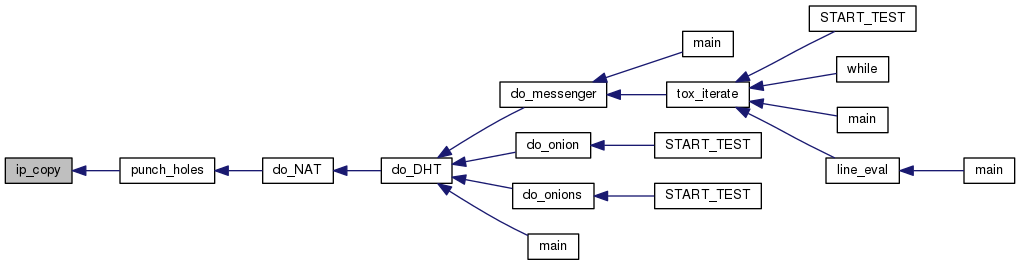 START_TEST
main
while
do_messenger
tox_iterate
main
do_onion
START_TEST
ip_copy
punch_holes
do_NAT
do_DHT
line_eval
main
do_onions
START_TEST
main